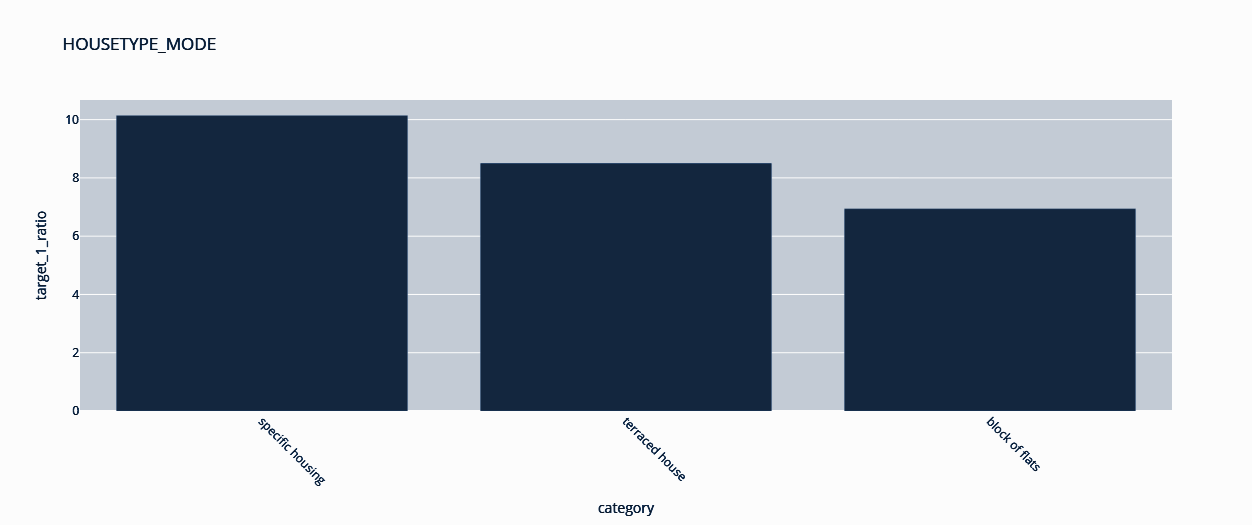 HOUSETYPE_MODE
target_1_ratio
10
8
6
4
2
0
specific housing
terraced house
block of flats
category